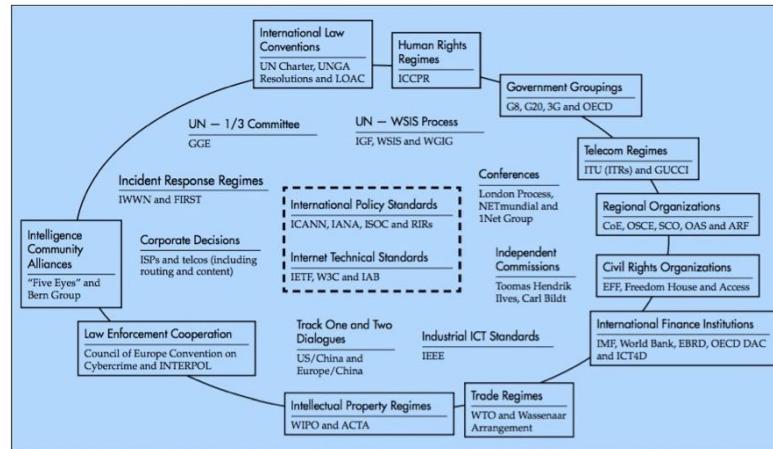 International Law
Conventions
UN Charter, UNGA
Resolutions and LOAC
Human Rights
Regimes
ICCPR
Government Groupings
G8, G20, 3G and OECD
UN — 1/3 Committee
GGE
UN — WSIS Process
IGF, WSIS and WGIG
Telecom Regimes
ITU (ITRs) and GUCCI
Incident Response Regimes
IWWN and FIRST
Conferences
London Process,
NETmundial and
1Net Group
International Policy Standards
ICANN, IANA, ISOC and RIRs
Internet Technical Standards
IETF, W3C and IAB
Regional Organizations
CoE, OSCE, SCO, OAS and ARF
Intelligence
Community
Alliances
"Five Eyes" and
Bern Group
Corporate Decisions
ISPs and telcos (including
routing and content)
Independent
Commissions
Toomas Hendrik
Ilves, Carl Bildt
Civil Rights Organizations
EFF, Freedom House and Access
Law Enforcement Cooperation
Council of Europe Convention on
Cybercrime and INTERPOL
Track One and Two
Dialogues
US/China and
Europe/China
Industrial ICT Standards
IEEE
International Finance Institutions
IMF, World Bank, EBRD, OECD DAC
and ICT4D
Intellectual Property Regimes
WIPO and ACTA
Trade Regimes
WTO and Wassenaar
Arrangement